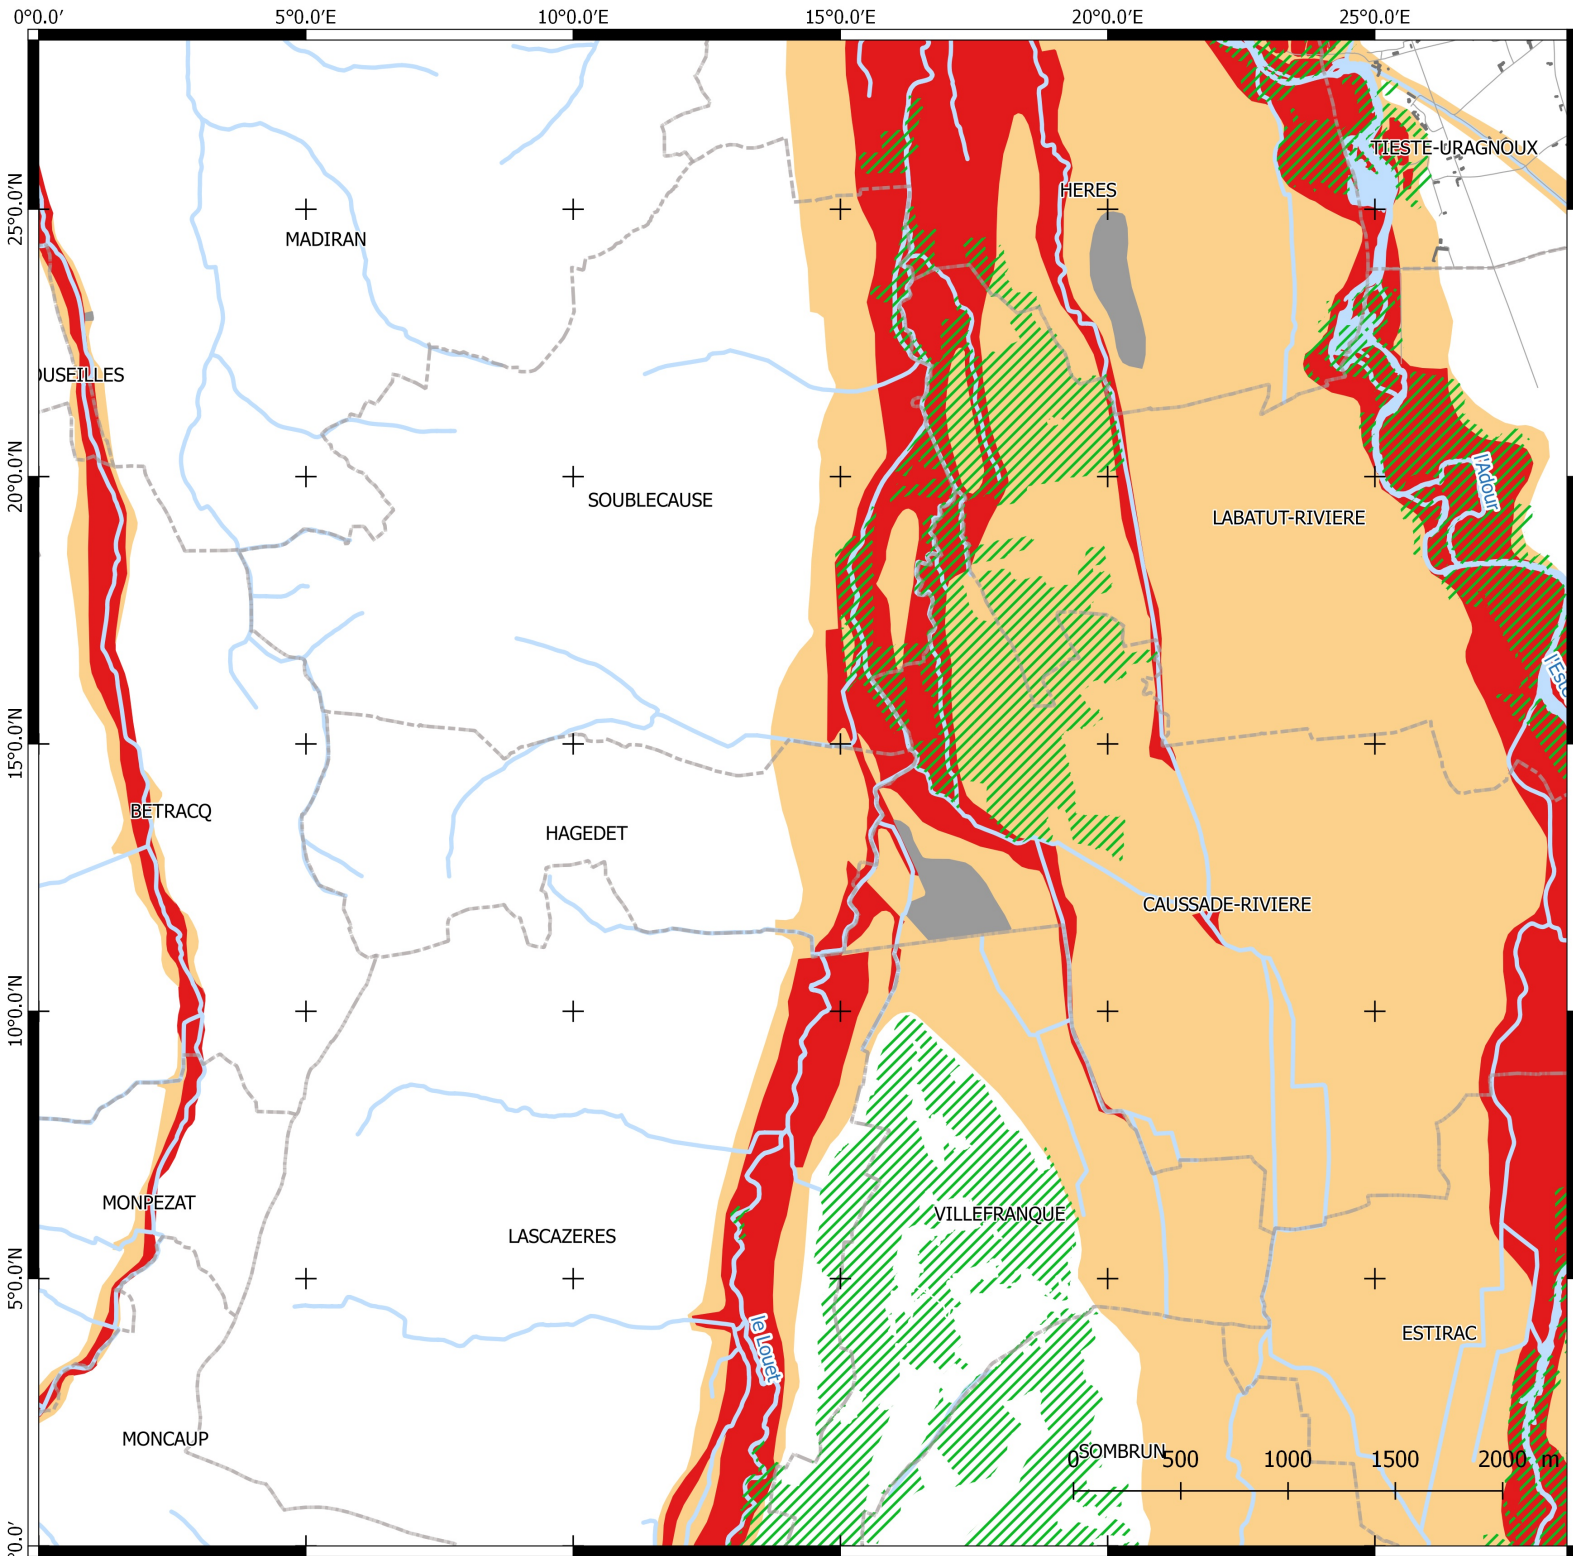 0°0.0′ 5°0.0′E 10°0.0′E 15°0.0′E 20°0.0′E 25°0.0′E
TIESTE-URAGNOUX
HERES
25°0.0′N
MADIRAN
OUSEILLES
20°0.0′N
l'Adour
SOUBLECAUSE
LABATUT-RIVIERE
l'Este
15°0.0′N
BETRACQ
HAGEDET
CAUSSADE-RIVIERE
10°0.0′N
MONPEZAT
VILLEFRANQUE
LASCAZERES
5°0.0′N
le Louet
ESTIRAC
MONCAUP
SOMBRUN
0 500 1000 1500 2000 m
0°0.0′